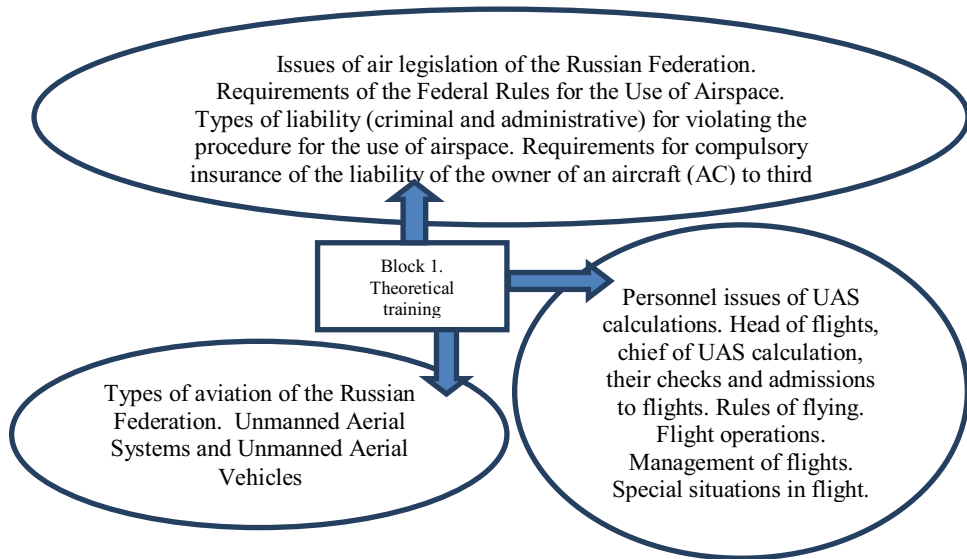 Issues of air legislation of the Russian Federation.
Requirements of the Federal Rules for the Use of Airspace.
Types of liability (criminal and administrative) for violating the
procedure for the use of airspace. Requirements for compulsory
insurance of the liability of the owner of an aircraft (AC) to third
Block 1.
Theoretical
training
Personnel issues of UAS
calculations. Head of flights,
chief of UAS calculation,
their checks and admissions
to flights. Rules of flying.
Flight operations.
Management of flights.
Special situations in flight.
Types of aviation of the Russian
Federation.  Unmanned Aerial
Systems and Unmanned Aerial
Vehicles